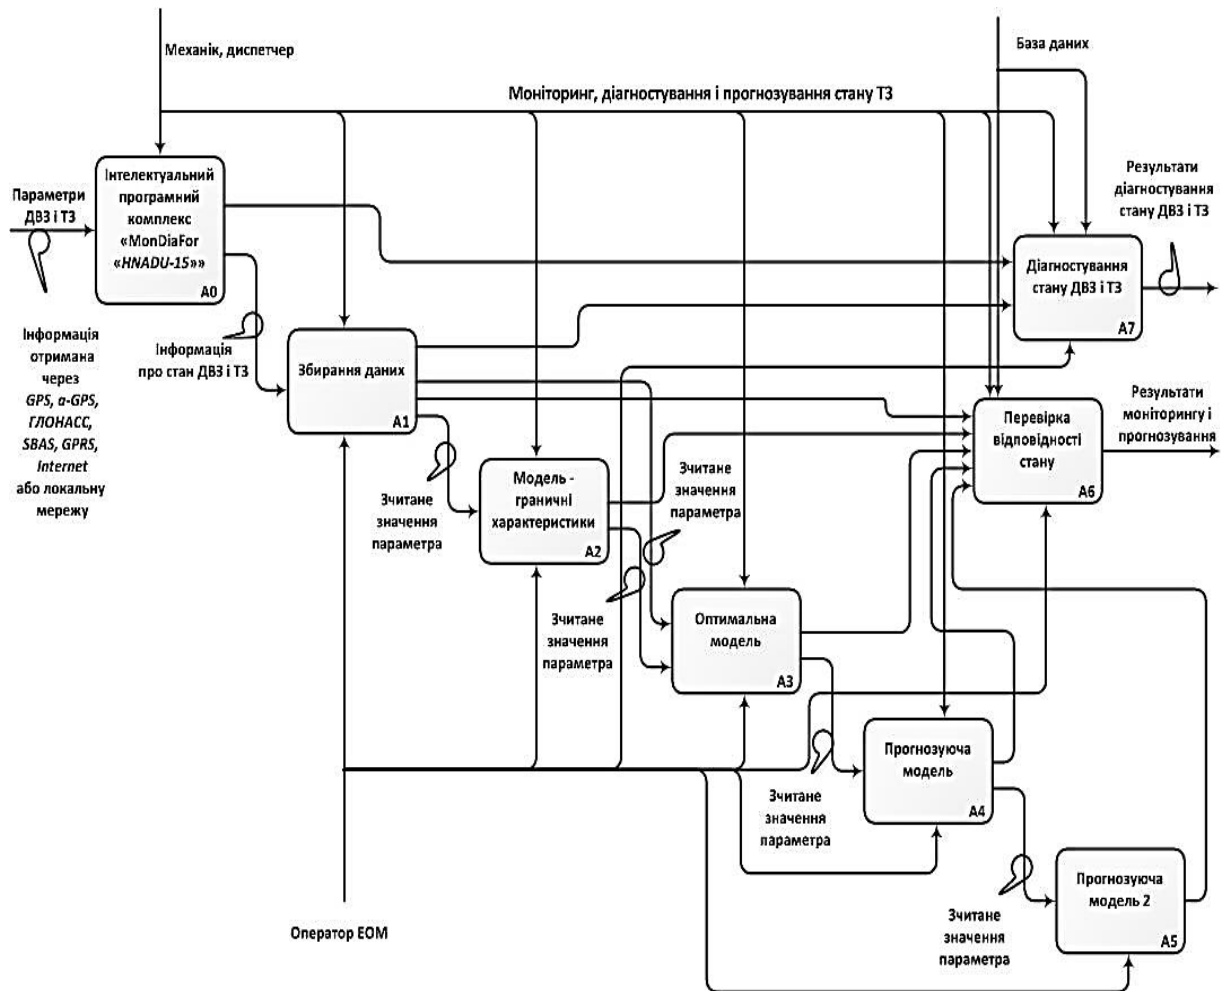 Механік, диспетчер
База даних
Моніторинг, діагностування і прогнозування стану ТЗ
Параметри
ДВЗ і ТЗ
Інтелектуальний
програмний
комплекс
«MonDiaFor
«HNADU-15»»
A0
Результати
діагностування
стану ДВЗ і ТЗ
Діагностування
стану ДВЗ і ТЗ
A7
Інформація
отримана
через
GPS, a-GPS,
ГЛОНАСС,
SBAS, GPRS,
Internet
або локальну
мережу
Інформація
про стан ДВЗ і ТЗ
Збирання даних
A1
Перевірка
відповідності
стану
A6
Результати
моніторингу і
прогнозування
Зчитане
значення
параметра
Модель -
граничні
характеристики
A2
Зчитане
значення
параметра
Зчитане
значення
параметра
Оптимальна
модель
A3
Зчитане
значення
параметра
Прогнозуюча
модель
A4
Зчитане
значення
параметра
Прогнозуюча
модель 2
A5
Оператор ЕОМ